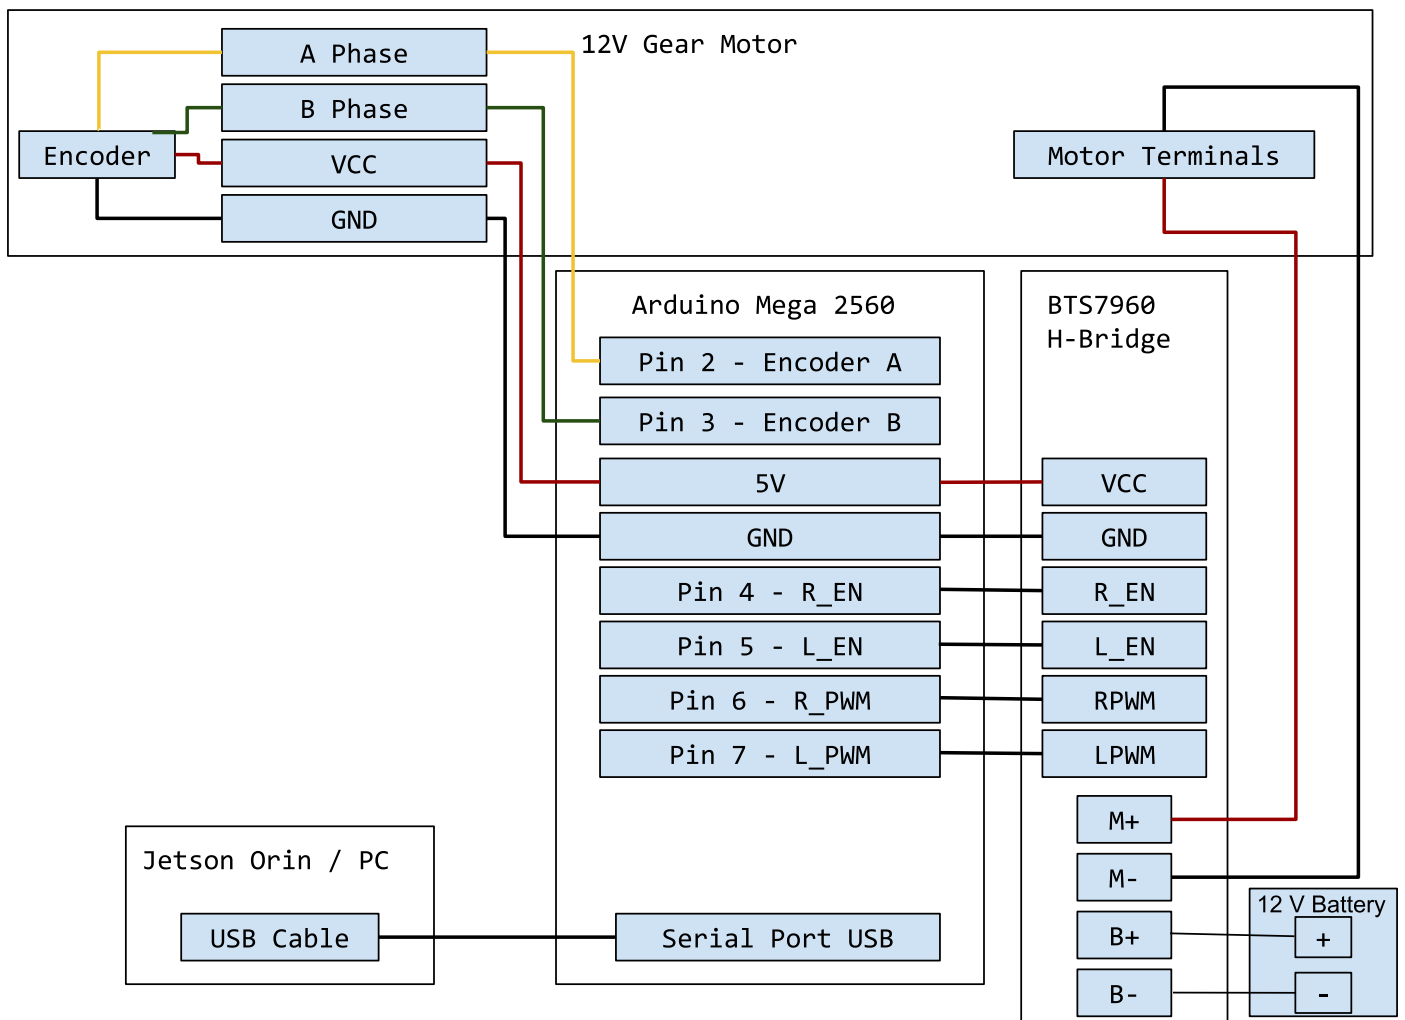 12V Gear Motor
A Phase
B Phase
Encoder
VCC
GND
Motor Terminals
Arduino Mega 2560
Pin 2 - Encoder A
Pin 3 - Encoder B
5V
GND
Pin 4 - R_EN
Pin 5 - L_EN
Pin 6 - R_PWM
Pin 7 - L_PWM
Serial Port USB
BTS7960
H-Bridge
VCC
GND
R_EN
L_EN
RPWM
LPWM
M+
M-
B+
B-
Jetson Orin / PC
USB Cable
12 V Battery
+
-